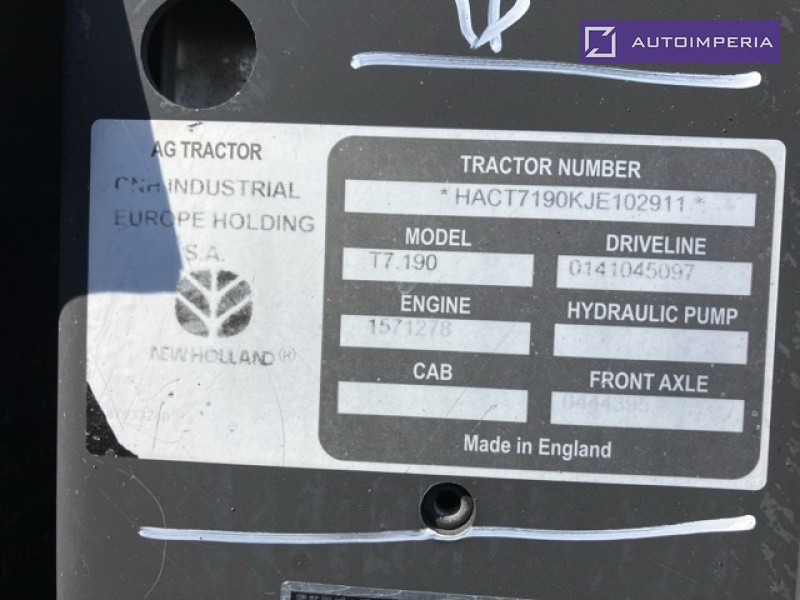 AUTOIMPERIA
AG TRACTOR
CNH INDUSTRIAL
EUROPE HOLDING
S.A.
NEW HOLLAND®
TRACTOR NUMBER
*HACT7190KJE102911*
MODEL
DRIVELINE
T7.190
0141045097
ENGINE
HYDRAULIC PUMP
1571278
CAB
FRONT AXLE
0444395
Made in England